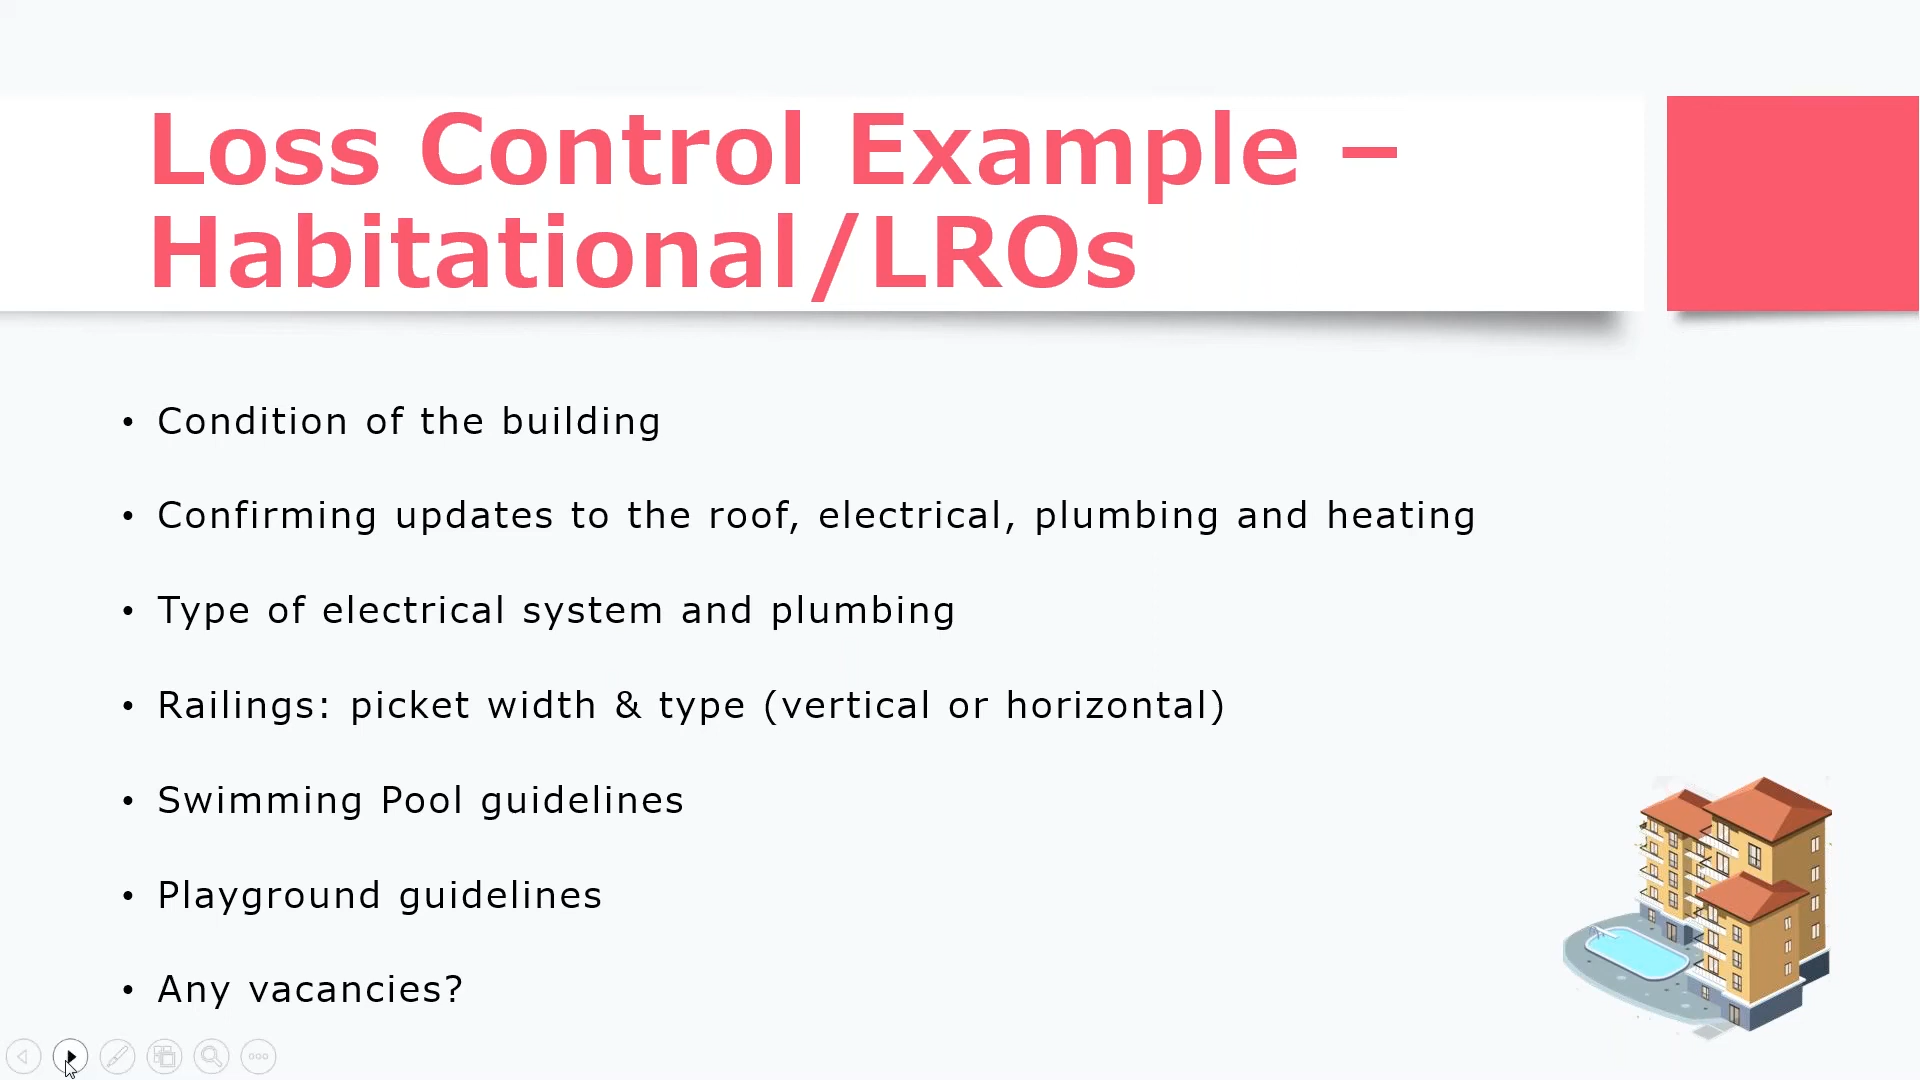 Loss Control Example –
Habitational/LROs
• Condition of the building
• Confirming updates to the roof, electrical, plumbing and heating
• Type of electrical system and plumbing
• Railings: picket width & type (vertical or horizontal)
• Swimming Pool guidelines
• Playground guidelines
• Any vacancies?